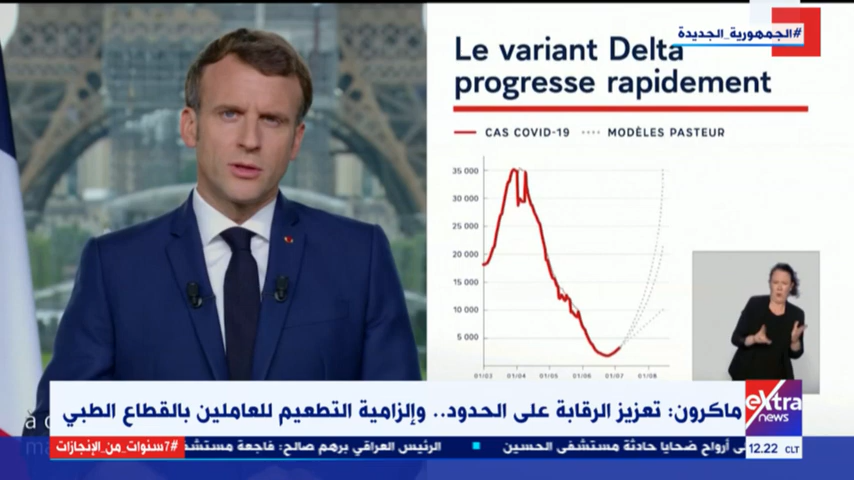 #الجمهورية_الجديدة
Le variant Delta
progresse rapidement
CAS COVID-19
MODÈLES PASTEUR
35 000
30 000
25 000
20 000
15 000
10 000
5 000
01/03 01/04 01/05 01/06 01/07 01/08
ماكرون: تعزيز الرقابة على الحدود.. وإلزامية التطعيم للعاملين بالقطاع الطبي
eXtra
news
12.22 CLT
أرواح ضحايا حادثة مستشفى الحسين
الرئيس العراقي برهم صالح: فاجعة
#7سنوات_من_الإنجازات